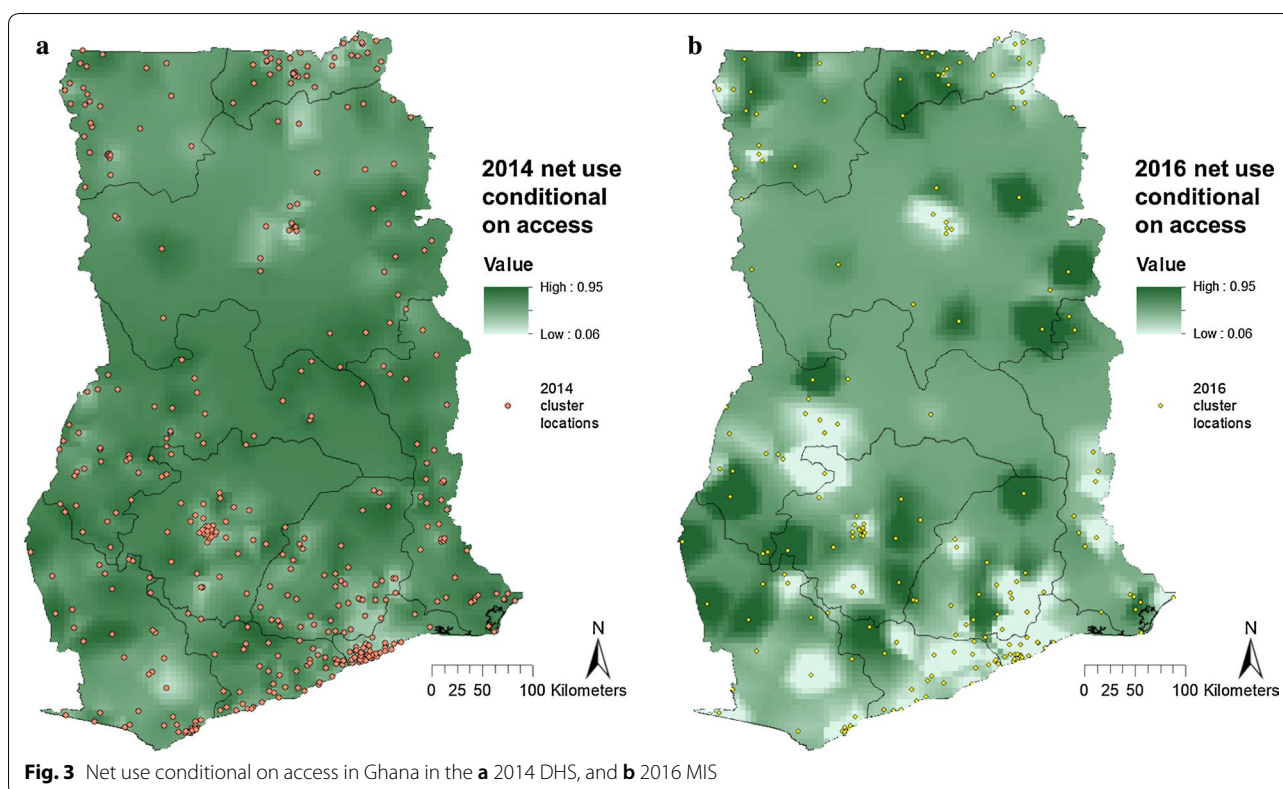 a
2014 net use
conditional
on access
Value
High : 0.95
Low : 0.06
2014
cluster
locations
N
0 25 50 100 Kilometers
b
2016 net use
conditional
on access
Value
High : 0.95
Low : 0.06
2016
cluster
locations
N
0 25 50 100 Kilometers
Fig. 3 Net use conditional on access in Ghana in the a 2014 DHS, and b 2016 MIS